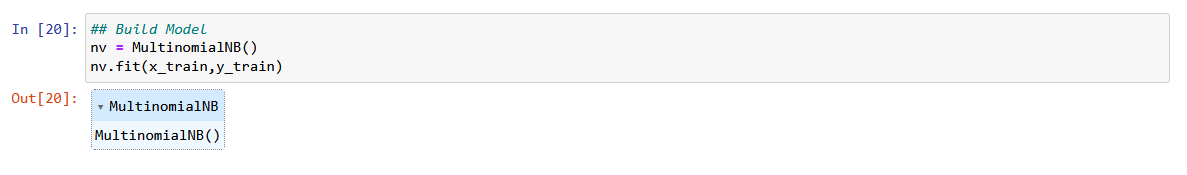 In [20]: ## Build Model
nv = MultinomialNB()
nv.fit(x_train,y_train)
Out[20]: ▾ MultinomialNB
MultinomialNB()